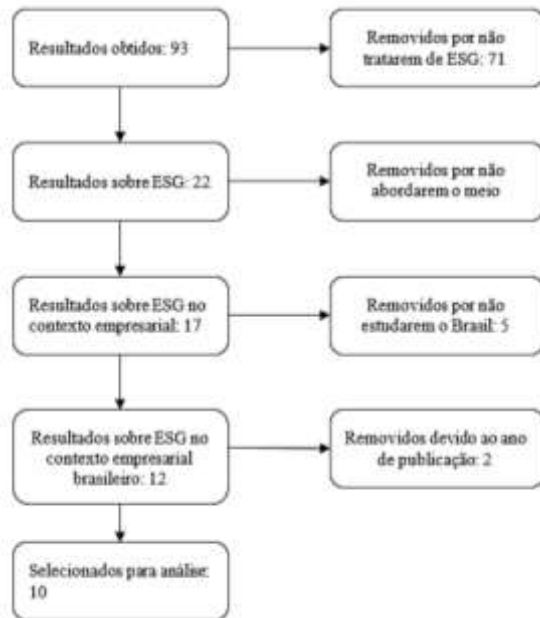 Resultados obtidos: 93
Removidos por não
tratarem de ESG: 71
Resultados sobre ESG: 22
Removidos por não
abordarem o meio
Resultados sobre ESG no
contexto empresarial: 17
Removidos por não
estudarem o Brasil: 5
Resultados sobre ESG no
contexto empresarial
brasileiro: 12
Removidos devido ao ano
de publicação: 2
Selecionados para análise:
10